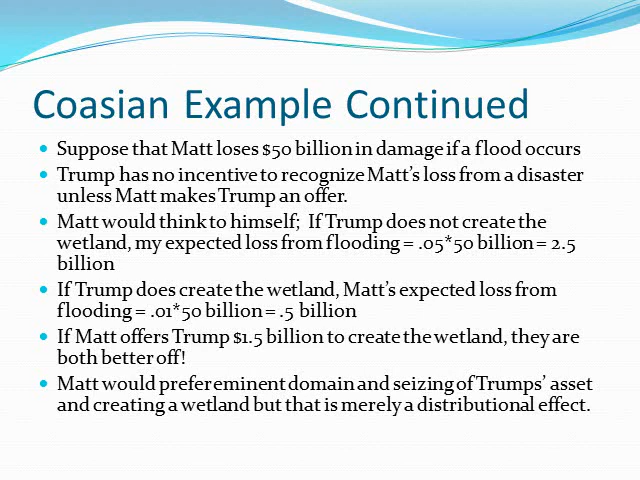 Coasian Example Continued
Suppose that Matt loses $50 billion in damage if a flood occurs
Trump has no incentive to recognize Matt's loss from a disaster
unless Matt makes Trump an offer.
Matt would think to himself;  If Trump does not create the
wetland, my expected loss from flooding = .05*50 billion = 2.5
billion
If Trump does create the wetland, Matt's expected loss from
flooding = .01*50 billion = .5 billion
If Matt offers Trump $1.5 billion to create the wetland, they are
both better off!
Matt would prefer eminent domain and seizing of Trumps' asset
and creating a wetland but that is merely a distributional effect.